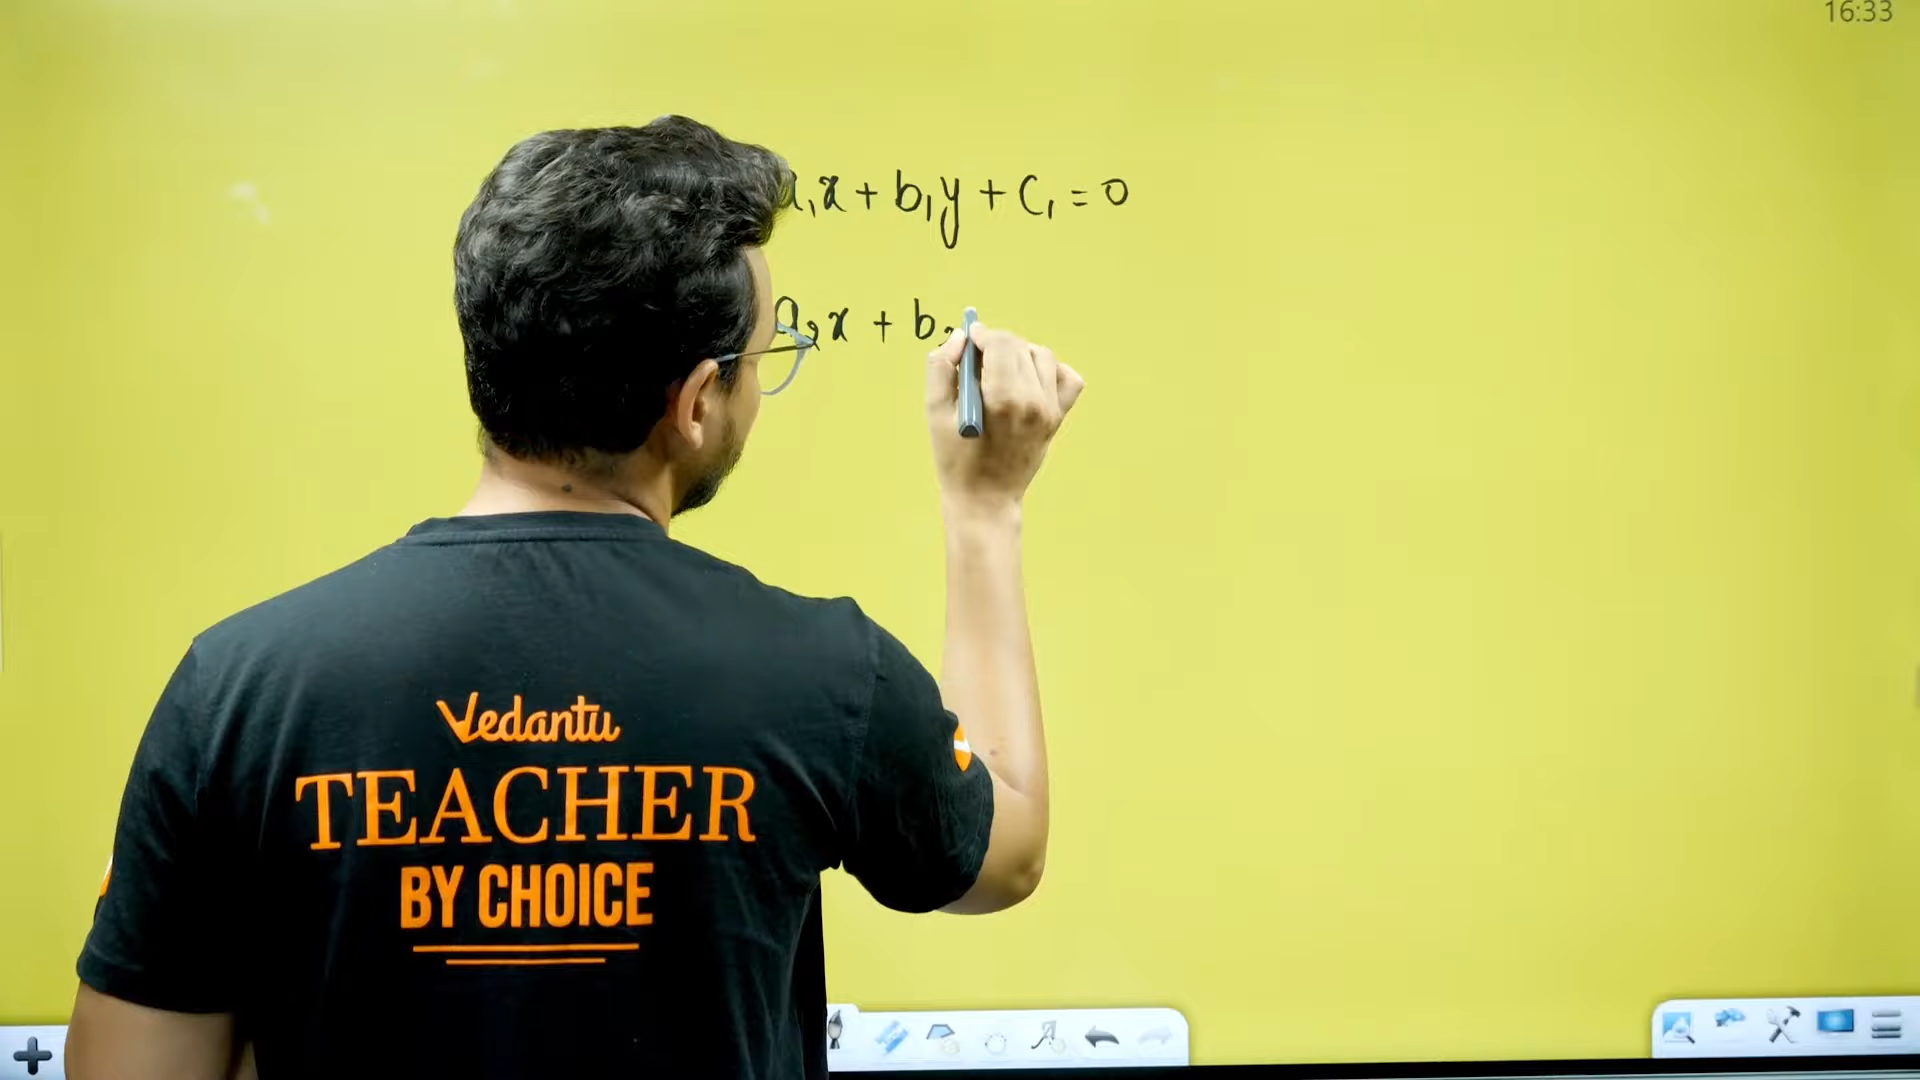 16:33
a₁x + b₁y + c₁ = 0
a₂x + b₂
Vedantu
TEACHER
BY CHOICE